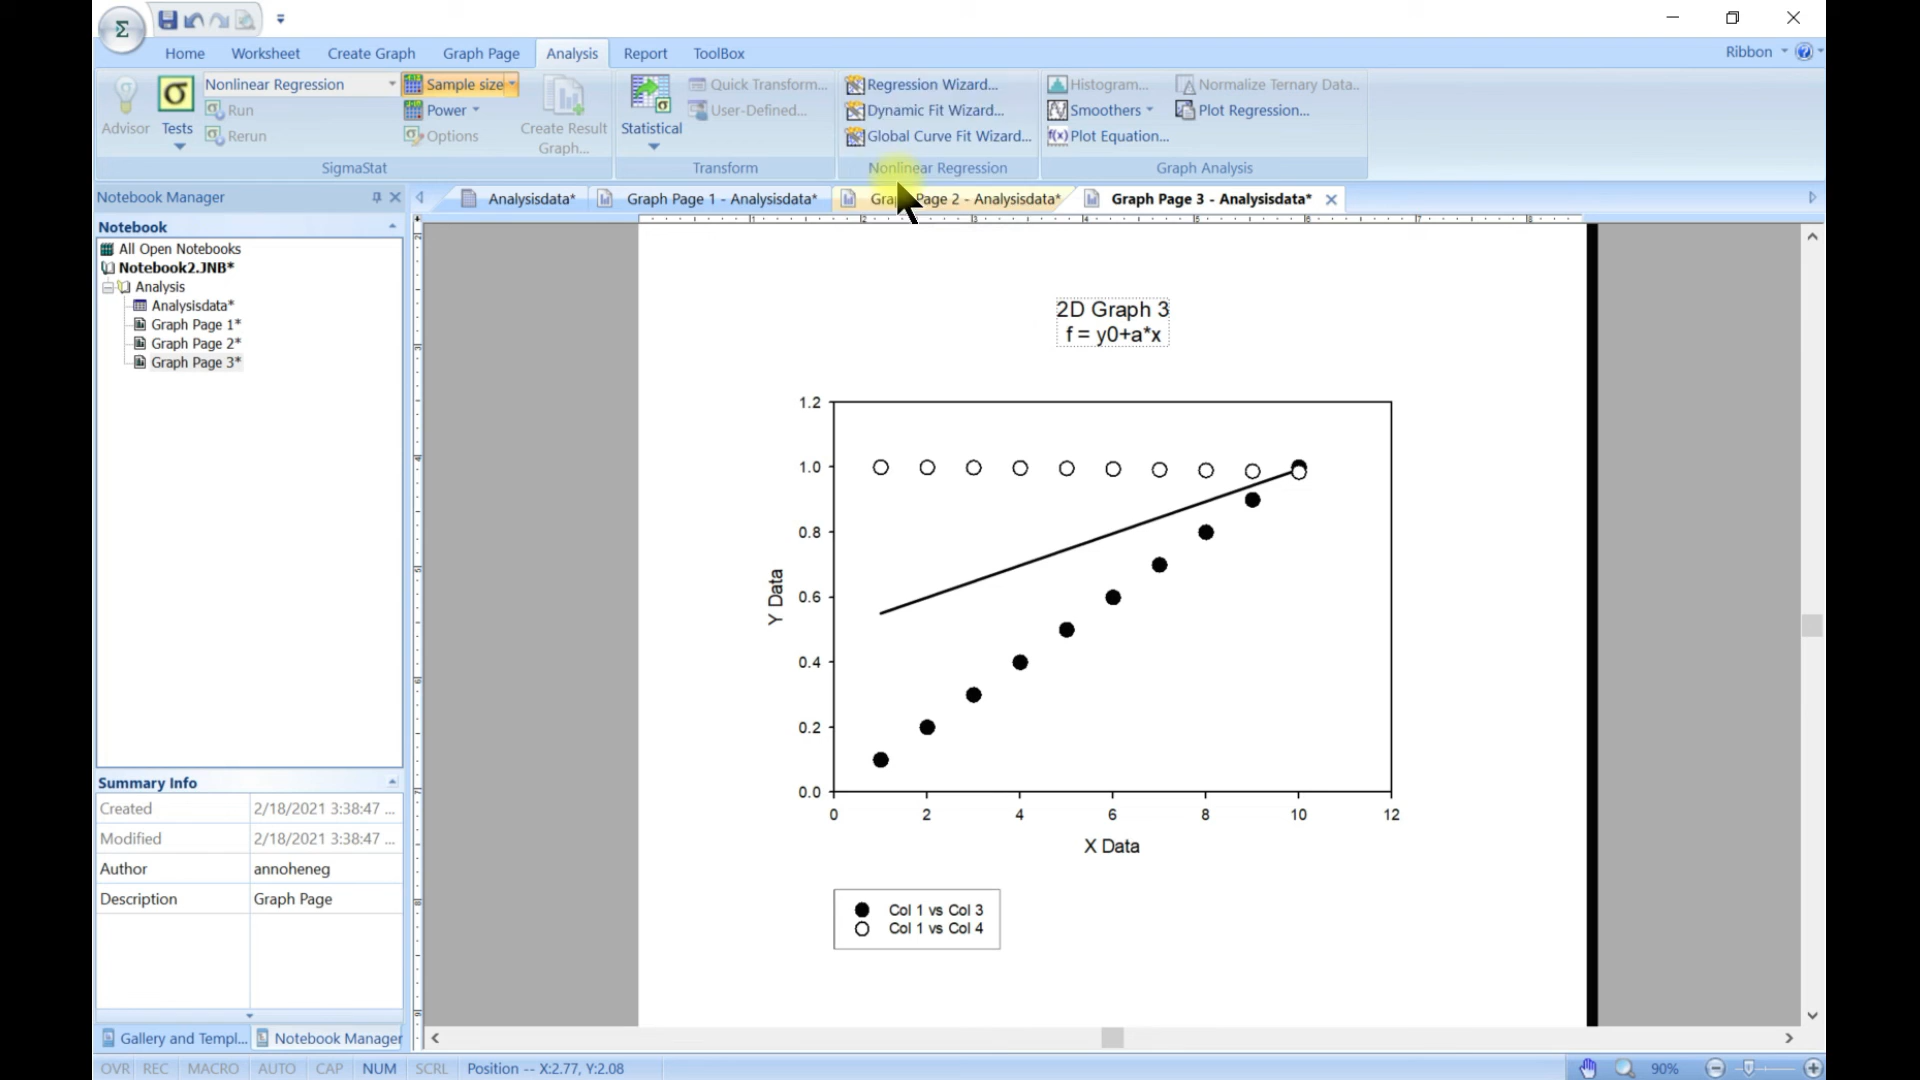 Σ
Home Worksheet Create Graph Graph Page Analysis Report ToolBox Ribbon
Advisor
Tests
Nonlinear Regression
Run
Rerun
Sample size
Power
Options
Create Result
Graph...
SigmaStat
Statistical
Quick Transform...
User-Defined...
Transform
Regression Wizard...
Dynamic Fit Wizard...
Global Curve Fit Wizard...
Nonlinear Regression
Histogram...
Smoothers
f(x) Plot Equation...
Normalize Ternary Data..
Plot Regression...
Graph Analysis
Notebook Manager
Analysisdata* Graph Page 1 - Analysisdata* Page 2 - Analysisdata* Graph Page 3 - Analysisdata*
Notebook
All Open Notebooks
Notebook2.JNB*
Analysis
Analysisdata*
Graph Page 1*
Graph Page 2*
Graph Page 3*
Summary Info
Created 2/18/2021 3:38:47 ...
Modified 2/18/2021 3:38:47 ...
Author annoheneg
Description Graph Page
Gallery and Templ... Notebook Manager
2D Graph 3
f = y0+a*x
1.2
1.0
0.8
0.6
0.4
0.2
0.0
Y Data
0 2 4 6 8 10 12
X Data
Col 1 vs Col 3
Col 1 vs Col 4
OVR REC MACRO AUTO CAP NUM SCRL Position -- X:2.77, Y:2.08 90%